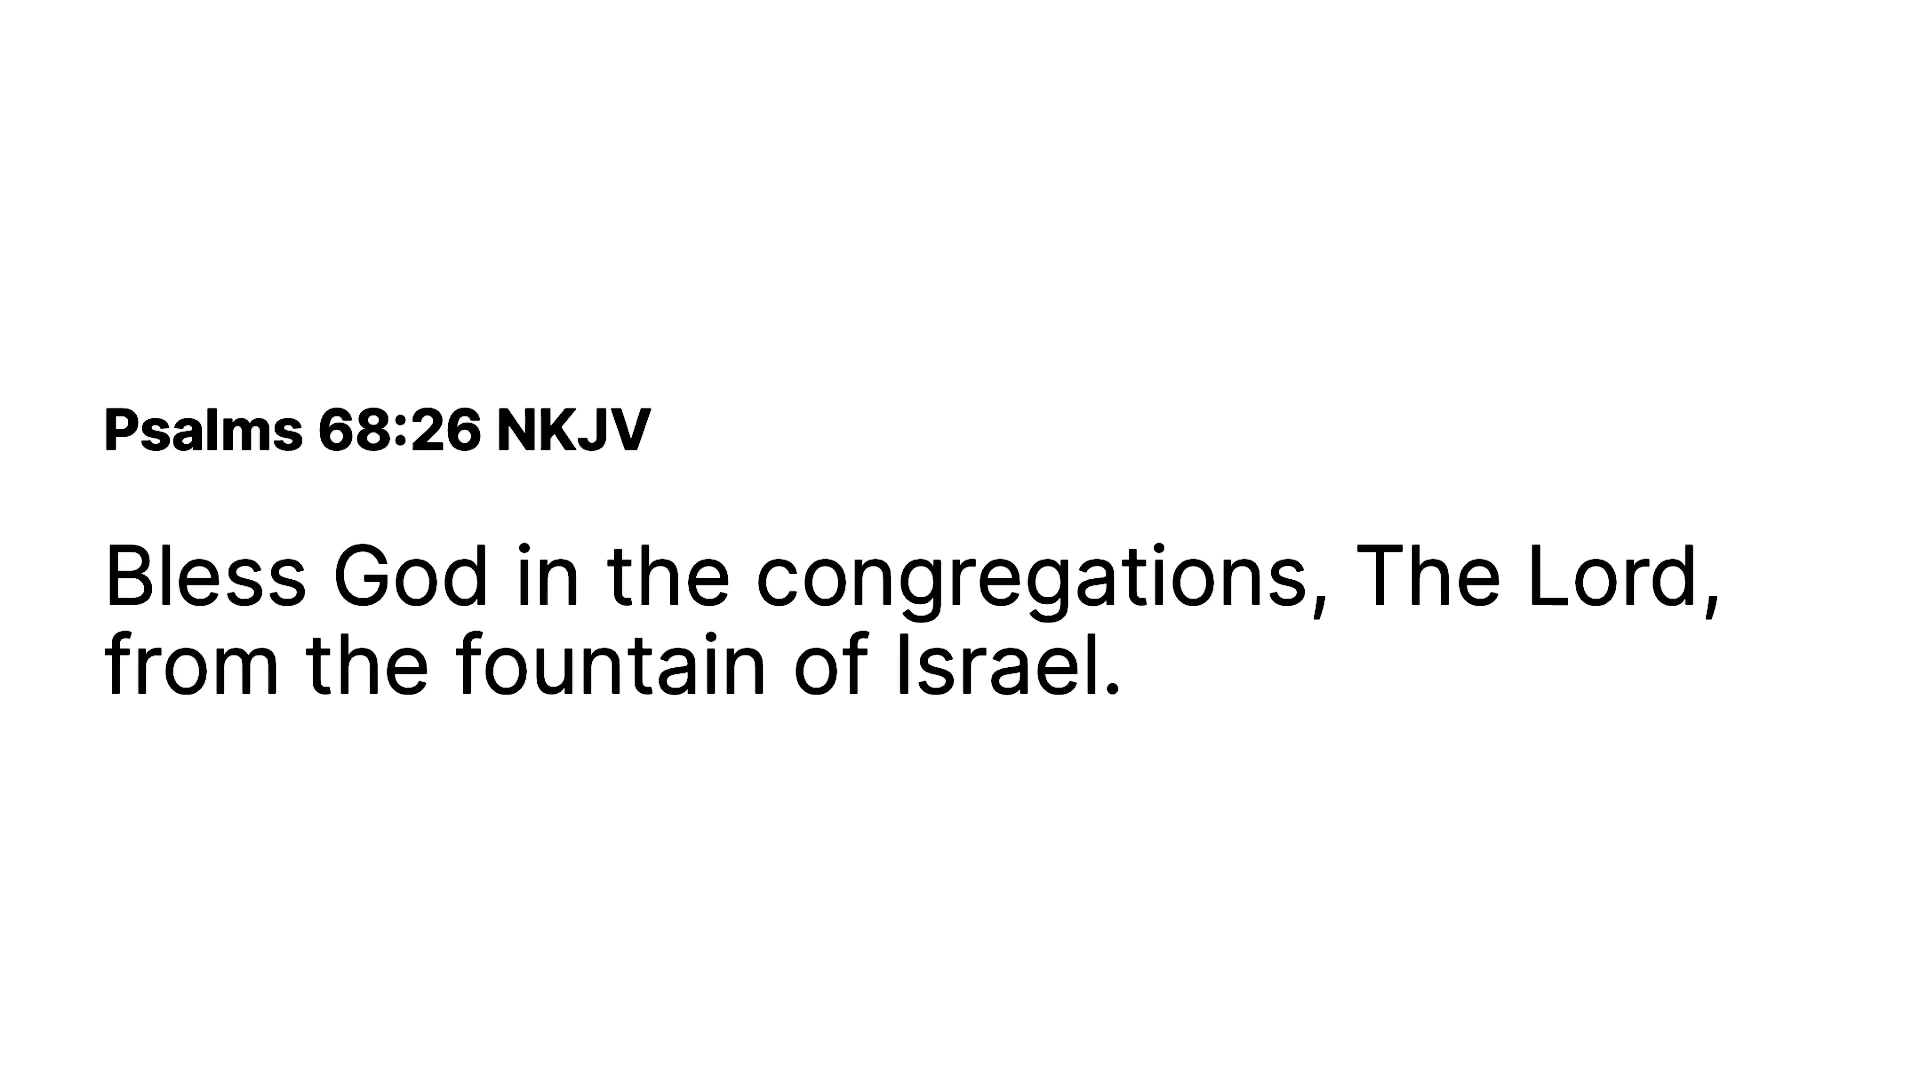 Psalms 68:26 NKJV
Bless God in the congregations, The Lord,
from the fountain of Israel.